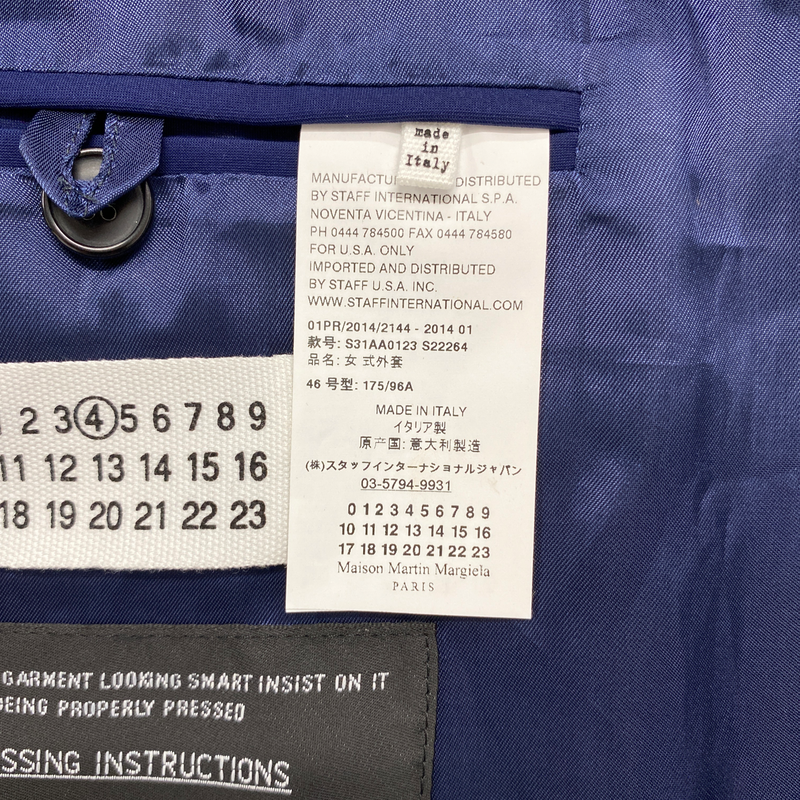 made
in
Italy
DISTRIBUTED
BY STAFF INTERNATIONAL S.P.A.
NOVENTA VICENTINA - ITALY
PH 0444 784500 FAX 0444 784580
FOR U.S.A. ONLY
IMPORTED AND DISTRIBUTED
BY STAFF U.S.A. INC.
WWW.STAFFINTERNATIONAL.COM
01PR/2014/2144 - 2014 01
款号: S31AA0123 S22264
品名: 女 式外套
46 号型: 175/96A
MADE IN ITALY
イタリア製
原产国: 意大利製造
(株)スタッフインターナショナルジャパン
03-5794-9931
0 1 2 3 4 5 6 7 8 9
10 11 12 13 14 15 16
17 18 19 20 21 22 23
Maison Martin Margiela
PARIS
2 3 4 5 6 7 8 9
11 12 13 14 15 16
18 19 20 21 22 23
GARMENT LOOKING SMART INSIST ON IT
BEING PROPERLY PRESSED
SSING INSTRUCTIONS